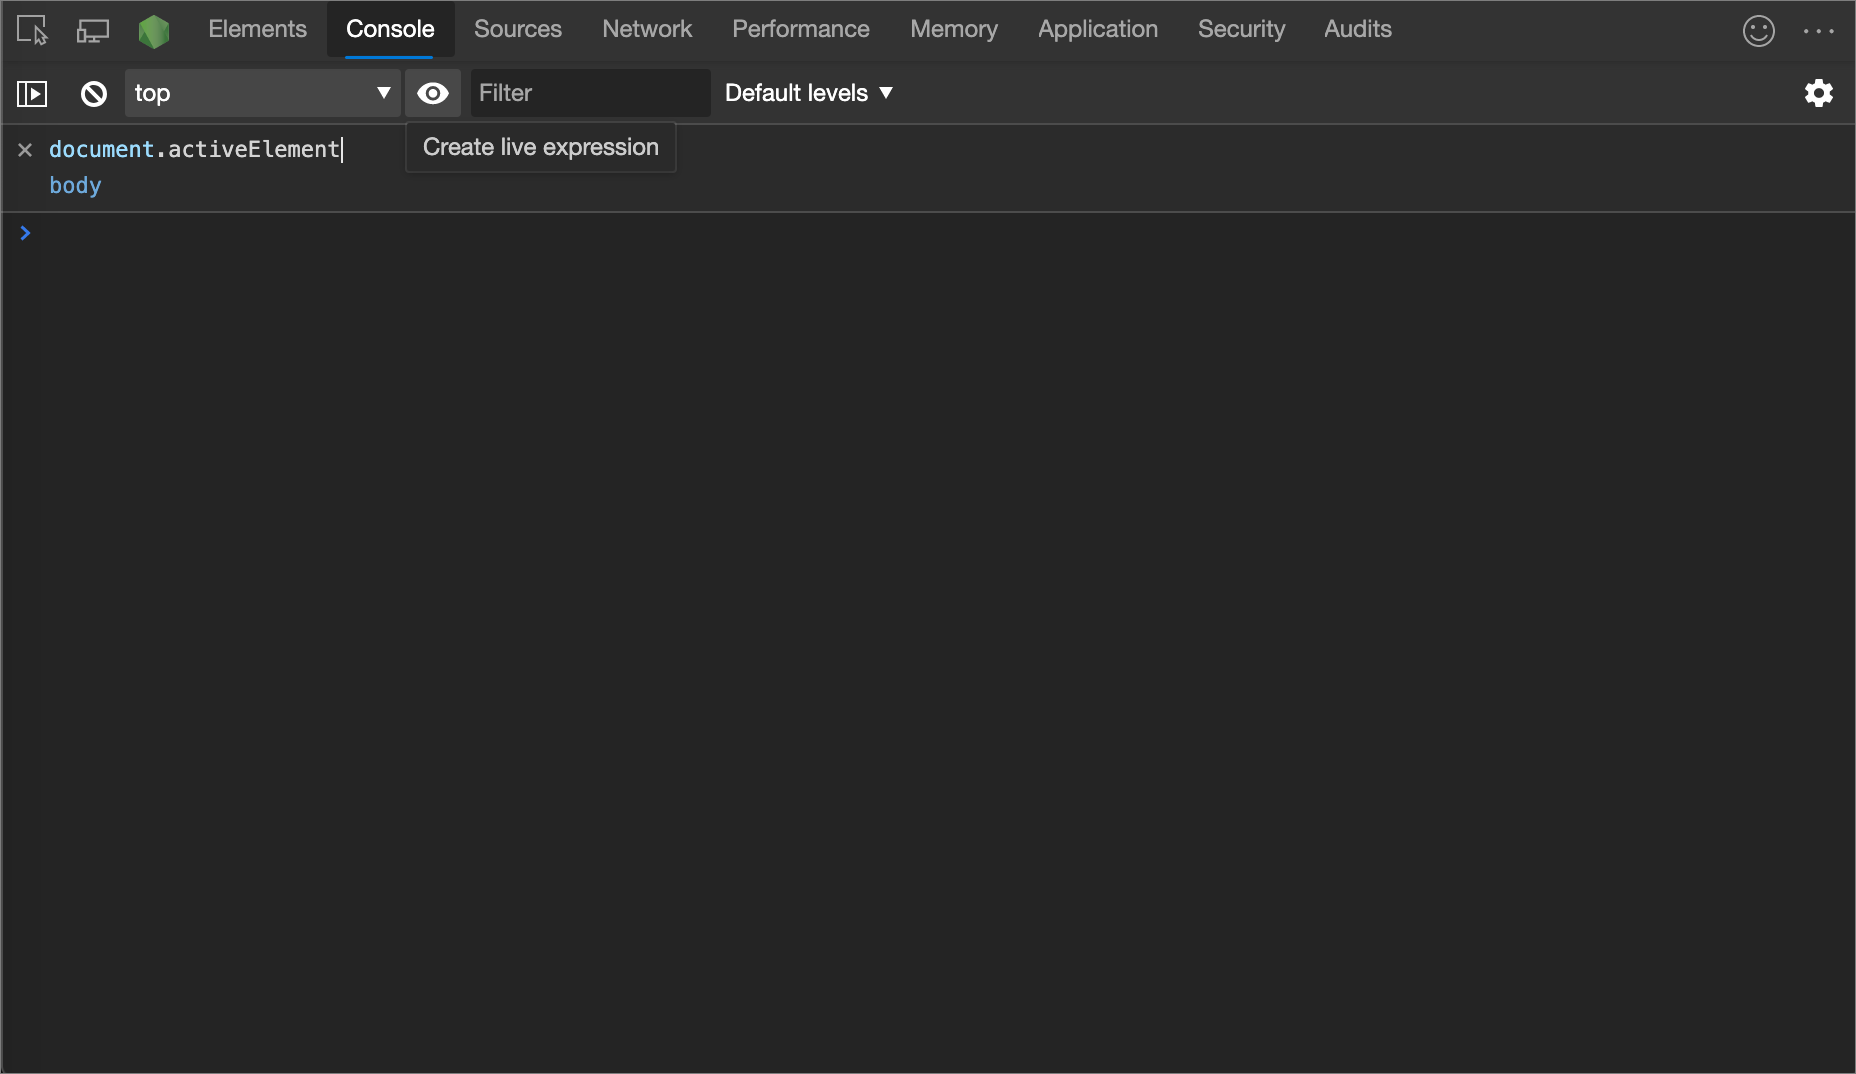 Elements Console Sources Network Performance Memory Application Security Audits
top Filter Default levels
document.activeElement
Create live expression
body